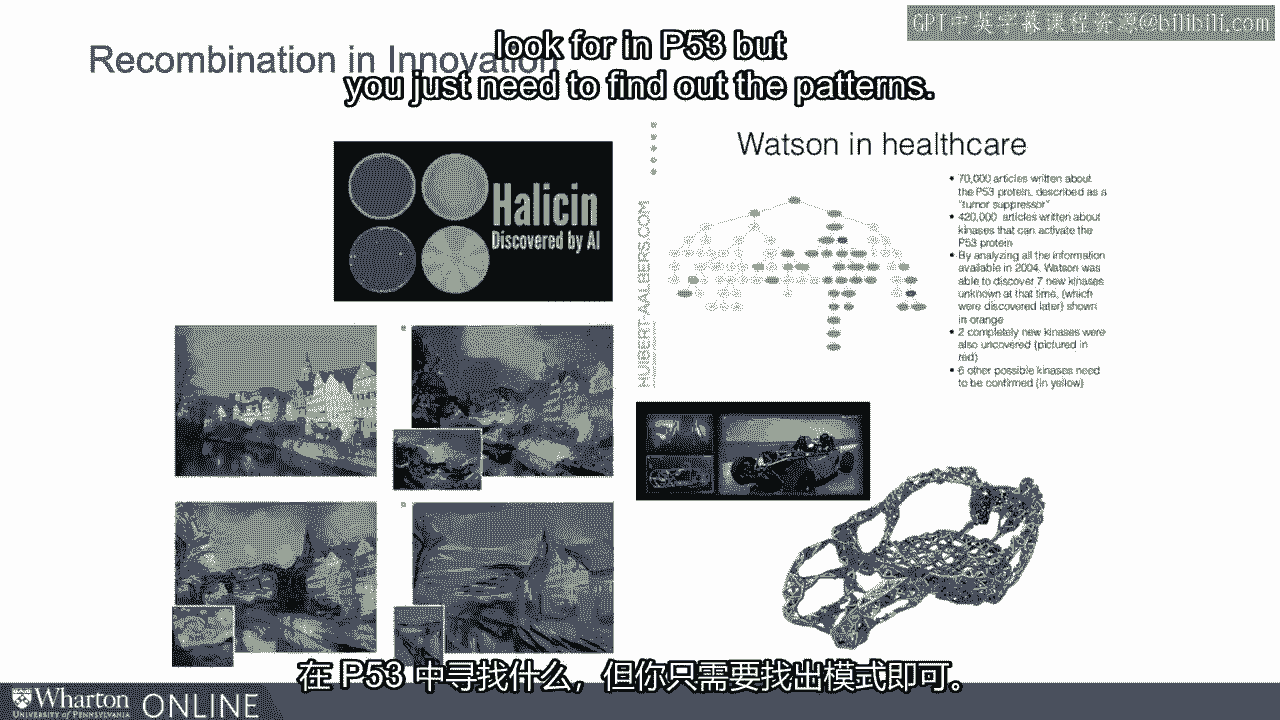 GPT中英字幕课程资源@bilibili.com
Recombination in Innovation
look for in P53 but
you just need to find out the patterns.
Halicin
Discovered by AI
HUIBERT-AALBERS.COM
Watson in healthcare
• 70,000 articles written about
the P53 protein, described as a
"tumor suppressor"
• 420,000 articles written about
kinases that can activate the
P53 protein
• By analyzing all the information
available in 2004, Watson was
able to discover 7 new kinases
unknown at that time, (which
were discovered later) shown
in orange
• 2 completely new kinases were
also uncovered (pictured in
red)
• 6 other possible kinases need
to be confirmed (in yellow)
在 P53 中寻找什么，但你只需要找出模式即可。
Wharton
UNIVERSITY of PENNSYLVANIA
ONLINE